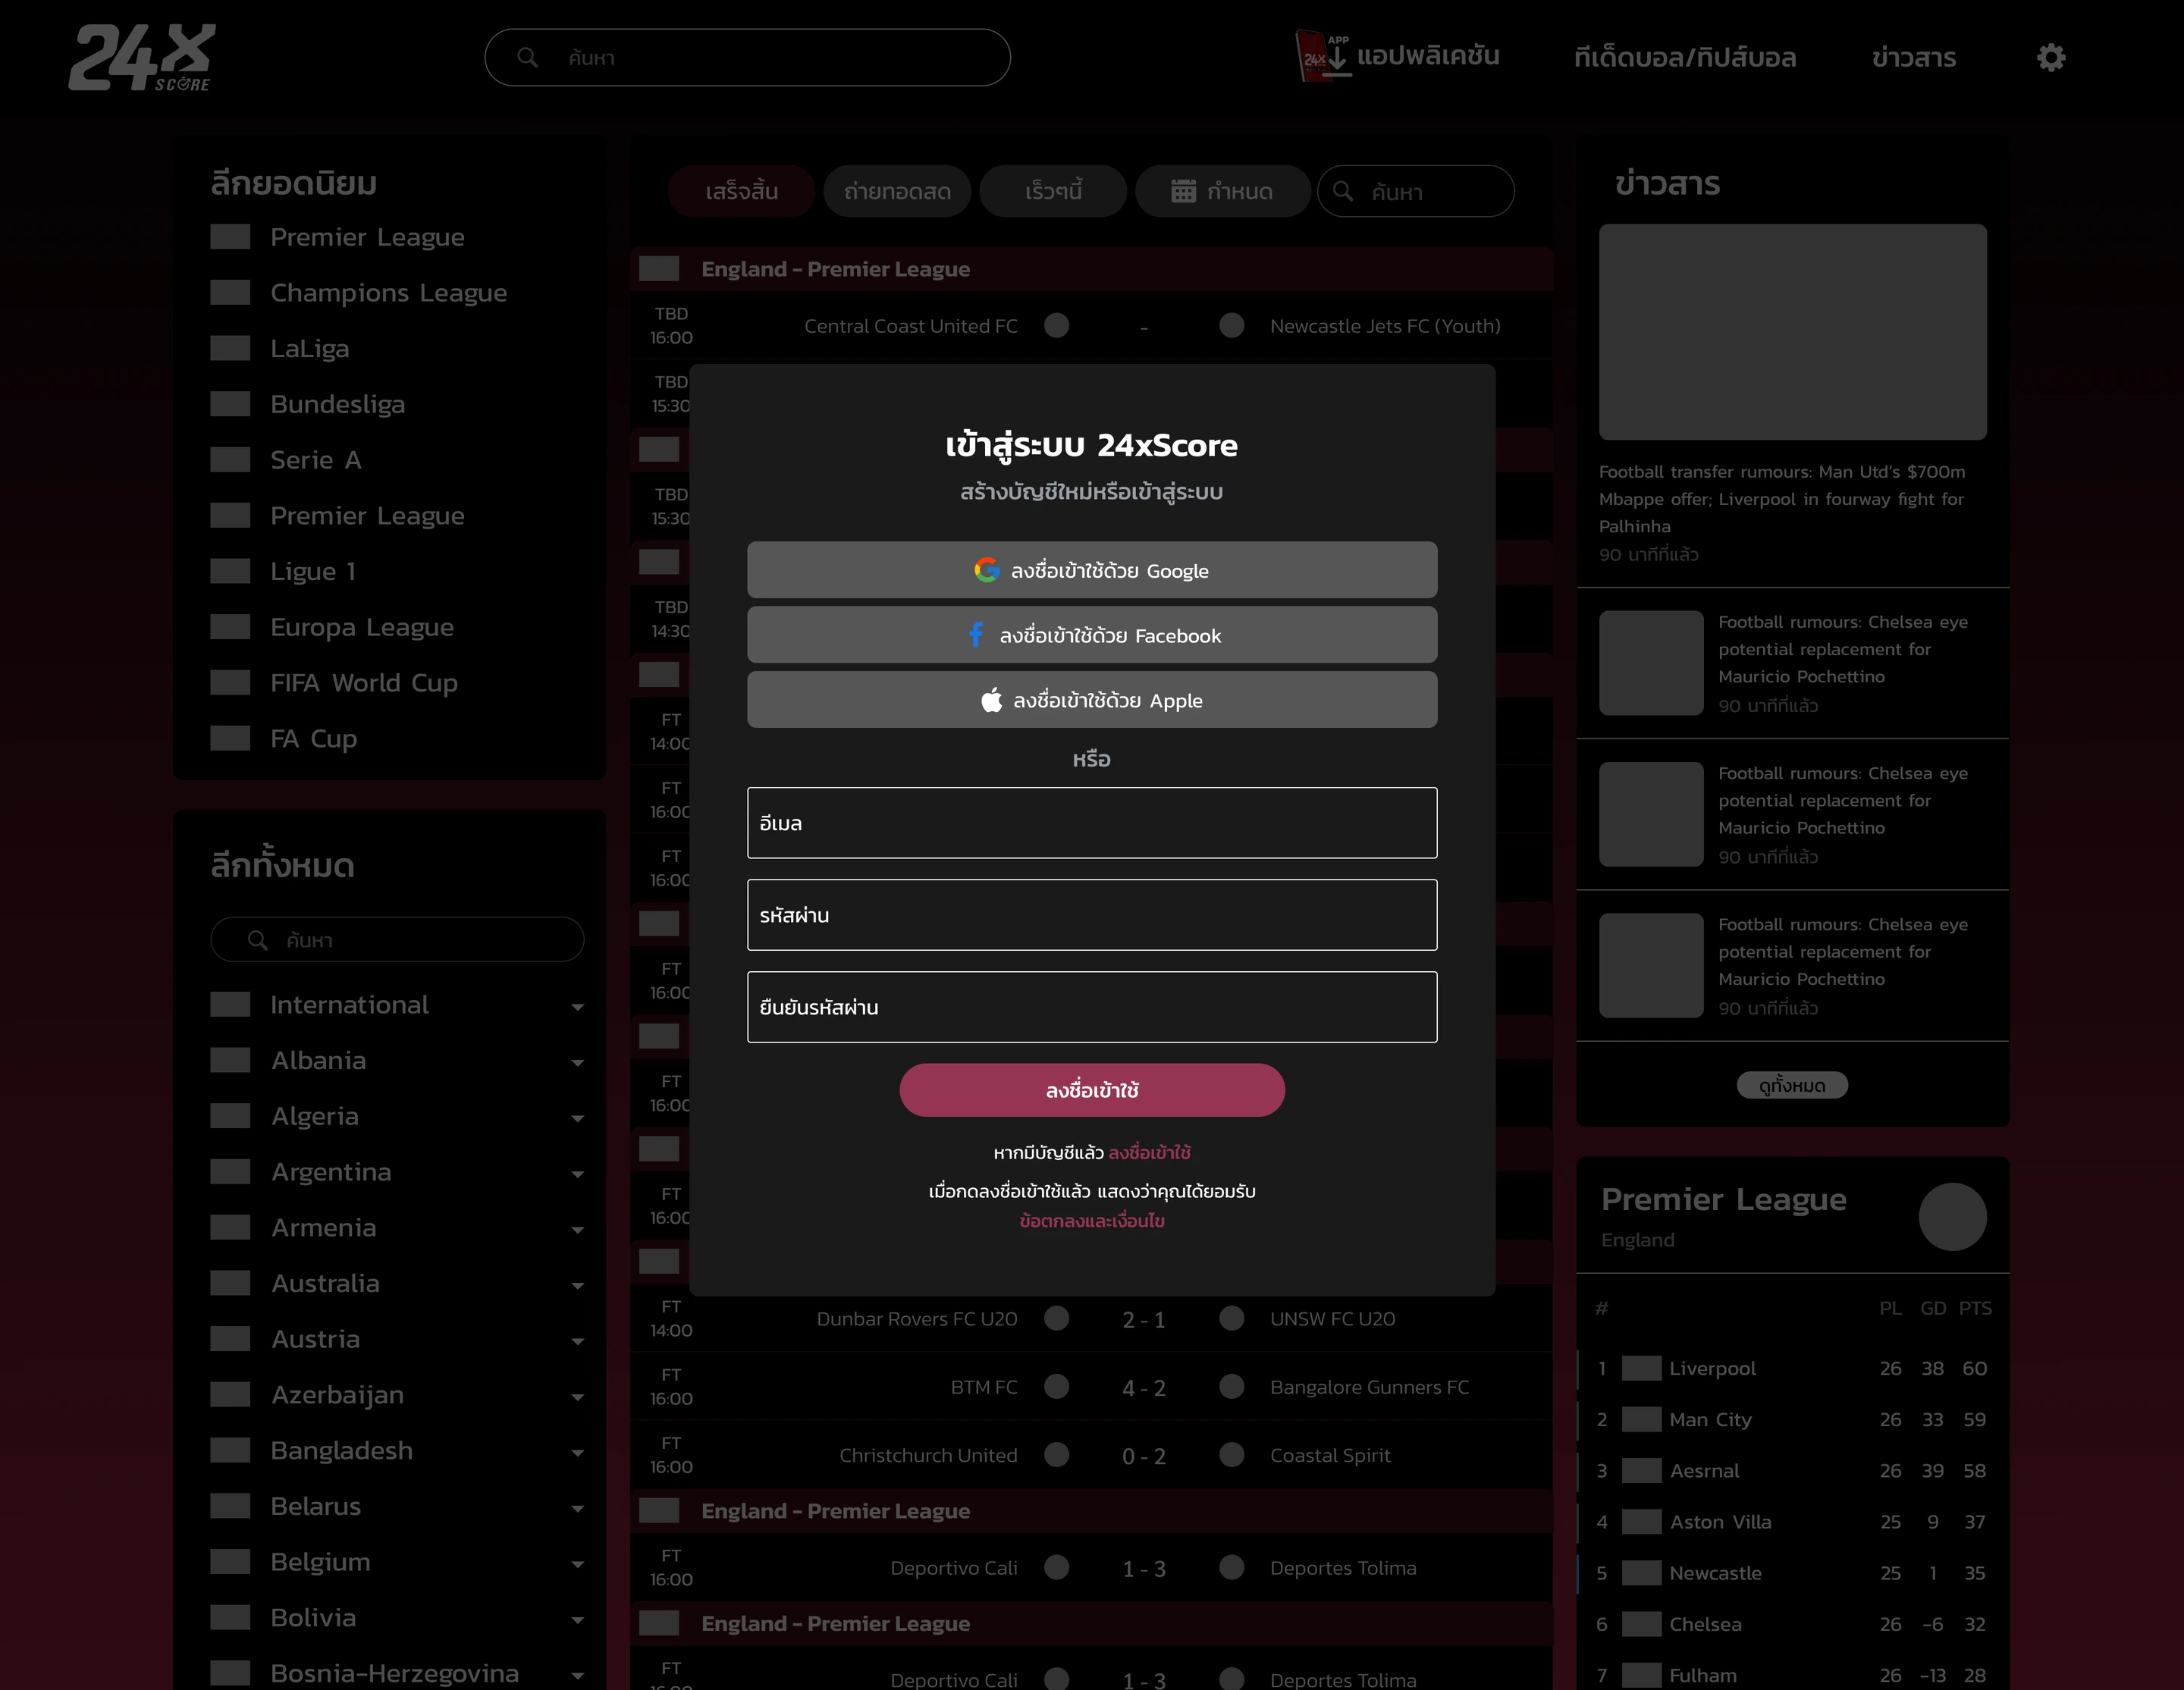 24X
SCORE
ค้นหา
APP
24X
แอปพลิเคชัน
ทีเด็ดบอล/ทิปส์บอล
ข่าวสาร
ลีกยอดนิยม
Premier League
Champions League
LaLiga
Bundesliga
Serie A
Premier League
Ligue 1
Europa League
FIFA World Cup
FA Cup
ลีกทั้งหมด
ค้นหา
International
Albania
Algeria
Argentina
Armenia
Australia
Austria
Azerbaijan
Bangladesh
Belarus
Belgium
Bolivia
Bosnia-Herzegovina
เสร็จสิ้น
ถ่ายทอดสด
เร็วๆนี้
กำหนด
ค้นหา
England - Premier League
TBD
16:00
Central Coast United FC - Newcastle Jets FC (Youth)
TBD
15:30
TBD
15:30
TBD
14:30
FT
14:00
FT
16:00
FT
16:00
FT
16:00
FT
16:00
FT
16:00
เข้าสู่ระบบ 24xScore
สร้างบัญชีใหม่หรือเข้าสู่ระบบ
ลงชื่อเข้าใช้ด้วย Google
ลงชื่อเข้าใช้ด้วย Facebook
ลงชื่อเข้าใช้ด้วย Apple
หรือ
อีเมล
รหัสผ่าน
ยืนยันรหัสผ่าน
ลงชื่อเข้าใช้
หากมีบัญชีแล้ว ลงชื่อเข้าใช้
เมื่อกดลงชื่อเข้าใช้แล้ว แสดงว่าคุณได้ยอมรับ
ข้อตกลงและเงื่อนไข
FT
14:00
Dunbar Rovers FC U20 2 - 1 UNSW FC U20
FT
16:00
BTM FC 4 - 2 Bangalore Gunners FC
FT
16:00
Christchurch United 0 - 2 Coastal Spirit
England - Premier League
FT
16:00
Deportivo Cali 1 - 3 Deportes Tolima
England - Premier League
FT
16:00
Deportivo Cali 1 - 3 Deportes Tolima
ข่าวสาร
Football transfer rumours: Man Utd's $700m
Mbappe offer; Liverpool in fourway fight for
Palhinha
90 นาทีที่แล้ว
Football rumours: Chelsea eye
potential replacement for
Mauricio Pochettino
90 นาทีที่แล้ว
Football rumours: Chelsea eye
potential replacement for
Mauricio Pochettino
90 นาทีที่แล้ว
Football rumours: Chelsea eye
potential replacement for
Mauricio Pochettino
90 นาทีที่แล้ว
ดูทั้งหมด
Premier League
England
# PL GD PTS
1 Liverpool 26 38 60
2 Man City 26 33 59
3 Aesrnal 26 39 58
4 Aston Villa 25 9 37
5 Newcastle 25 1 35
6 Chelsea 26 -6 32
7 Fulham 26 -13 28